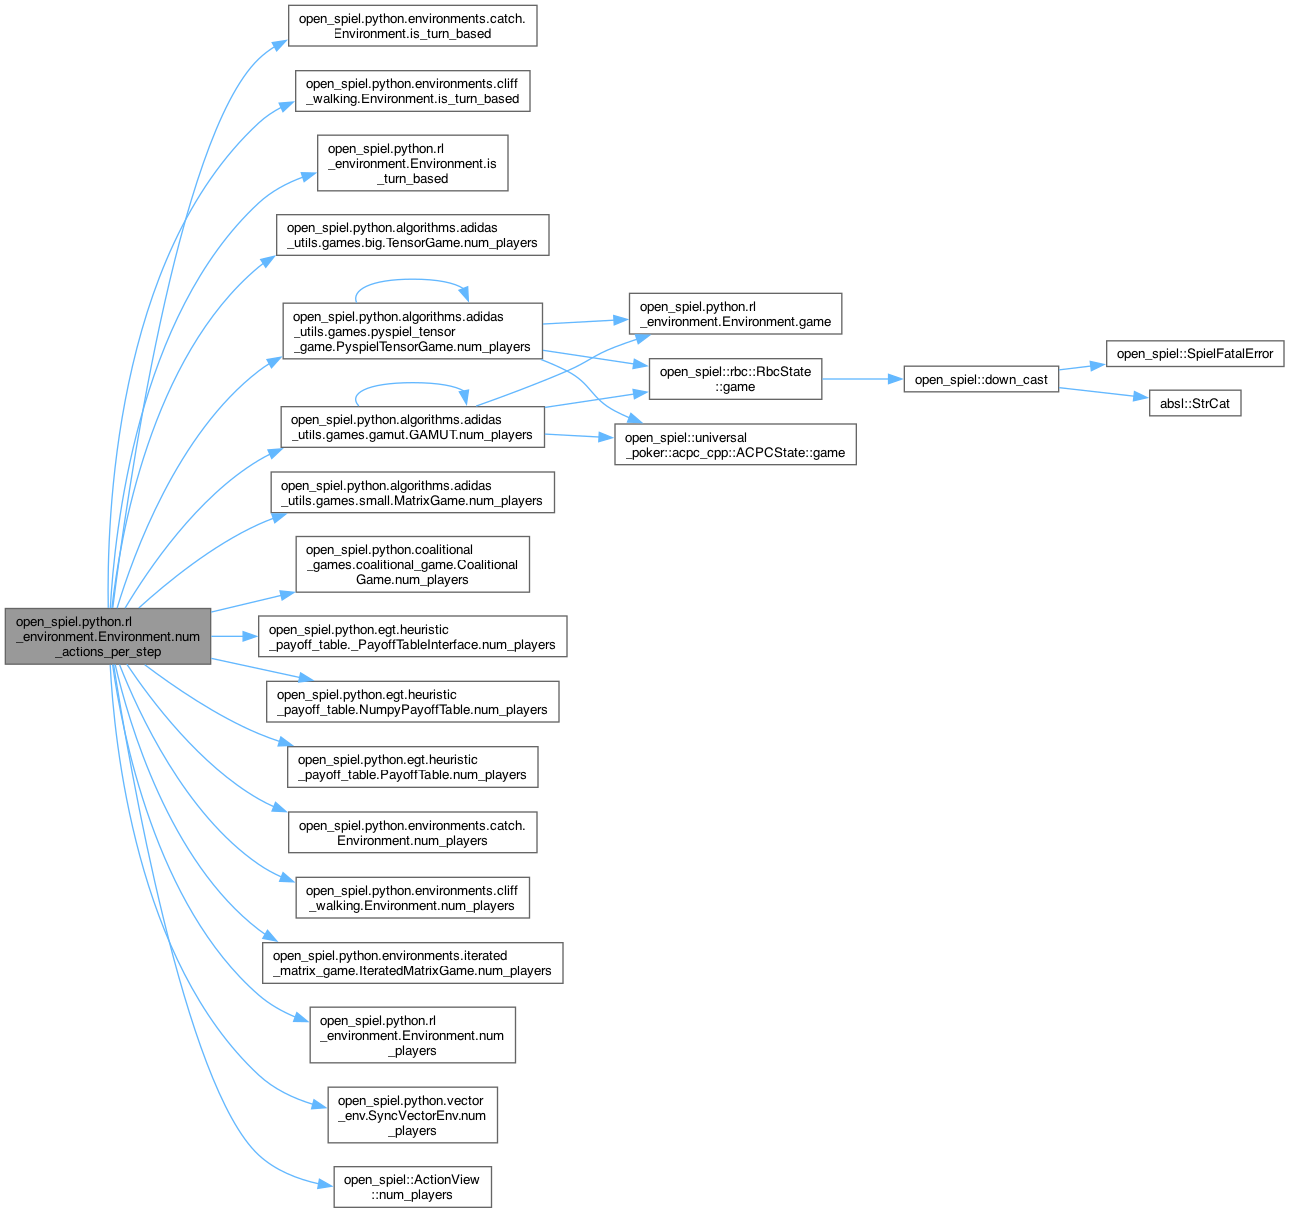 open_spiel.python.environments.catch.
Environment.is_turn_based
open_spiel.python.environments.cliff
_walking.Environment.is_turn_based
open_spiel.python.rl
_environment.Environment.is
_turn_based
open_spiel.python.algorithms.adidas
_utils.games.big.TensorGame.num_players
open_spiel.python.algorithms.adidas
_utils.games.pyspiel_tensor
_game.PyspielTensorGame.num_players
open_spiel.python.rl
_environment.Environment.game
open_spiel::rbc::RbcState
::game
open_spiel::down_cast
open_spiel::SpielFatalError
absl::StrCat
open_spiel.python.algorithms.adidas
_utils.games.gamut.GAMUT.num_players
open_spiel::universal
_poker::acpc_cpp::ACPCState::game
open_spiel.python.algorithms.adidas
_utils.games.small.MatrixGame.num_players
open_spiel.python.coalitional
_games.coalitional_game.Coalitional
Game.num_players
open_spiel.python.rl
_environment.Environment.num
_actions_per_step
open_spiel.python.egt.heuristic
_payoff_table._PayoffTableInterface.num_players
open_spiel.python.egt.heuristic
_payoff_table.NumpyPayoffTable.num_players
open_spiel.python.egt.heuristic
_payoff_table.PayoffTable.num_players
open_spiel.python.environments.catch.
Environment.num_players
open_spiel.python.environments.cliff
_walking.Environment.num_players
open_spiel.python.environments.iterated
_matrix_game.IteratedMatrixGame.num_players
open_spiel.python.rl
_environment.Environment.num
_players
open_spiel.python.vector
_env.SyncVectorEnv.num
_players
open_spiel::ActionView
::num_players